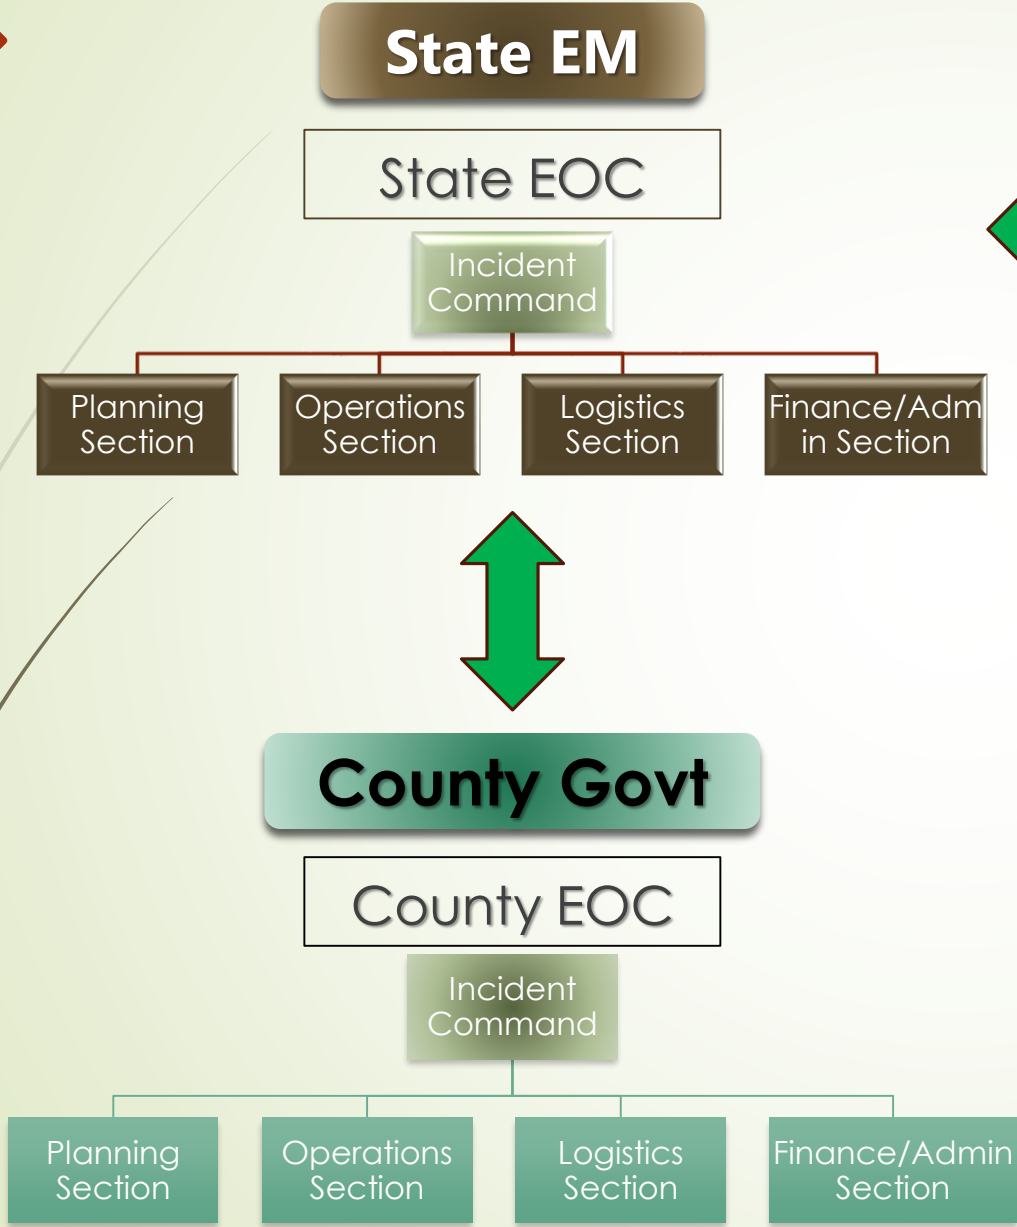 State EM
State EOC
Incident
Command
Planning
Section
Operations
Section
Logistics
Section
Finance/Adm
in Section
County Govt
County EOC
Incident
Command
Planning
Section
Operations
Section
Logistics
Section
Finance/Admin
Section